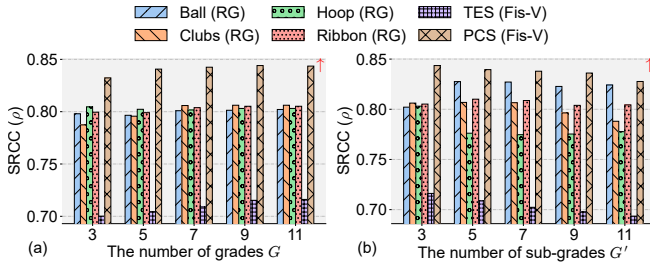 Ball (RG) Hoop (RG) TES (Fis-V)
Clubs (RG) Ribbon (RG) PCS (Fis-V)
SRCC (ρ)
0.85
0.80
0.75
0.70
3 5 7 9 11
(a) The number of grades G
SRCC (ρ)
0.85
0.80
0.75
0.70
3 5 7 9 11
(b) The number of sub-grades G′